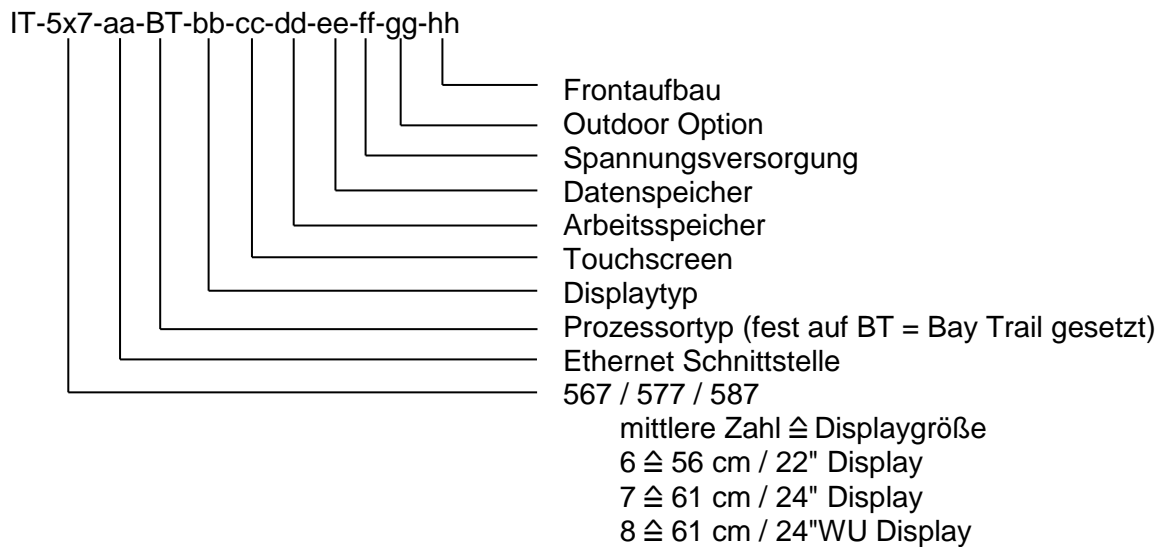 IT-5x7-aa-BT-bb-cc-dd-ee-ff-gg-hh
Frontaufbau
Outdoor Option
Spannungsversorgung
Datenspeicher
Arbeitsspeicher
Touchscreen
Displaytyp
Prozessortyp (fest auf BT = Bay Trail gesetzt)
Ethernet Schnittstelle
567 / 577 / 587
mittlere Zahl ≙ Displaygröße
6 ≙ 56 cm / 22" Display
7 ≙ 61 cm / 24" Display
8 ≙ 61 cm / 24"WU Display